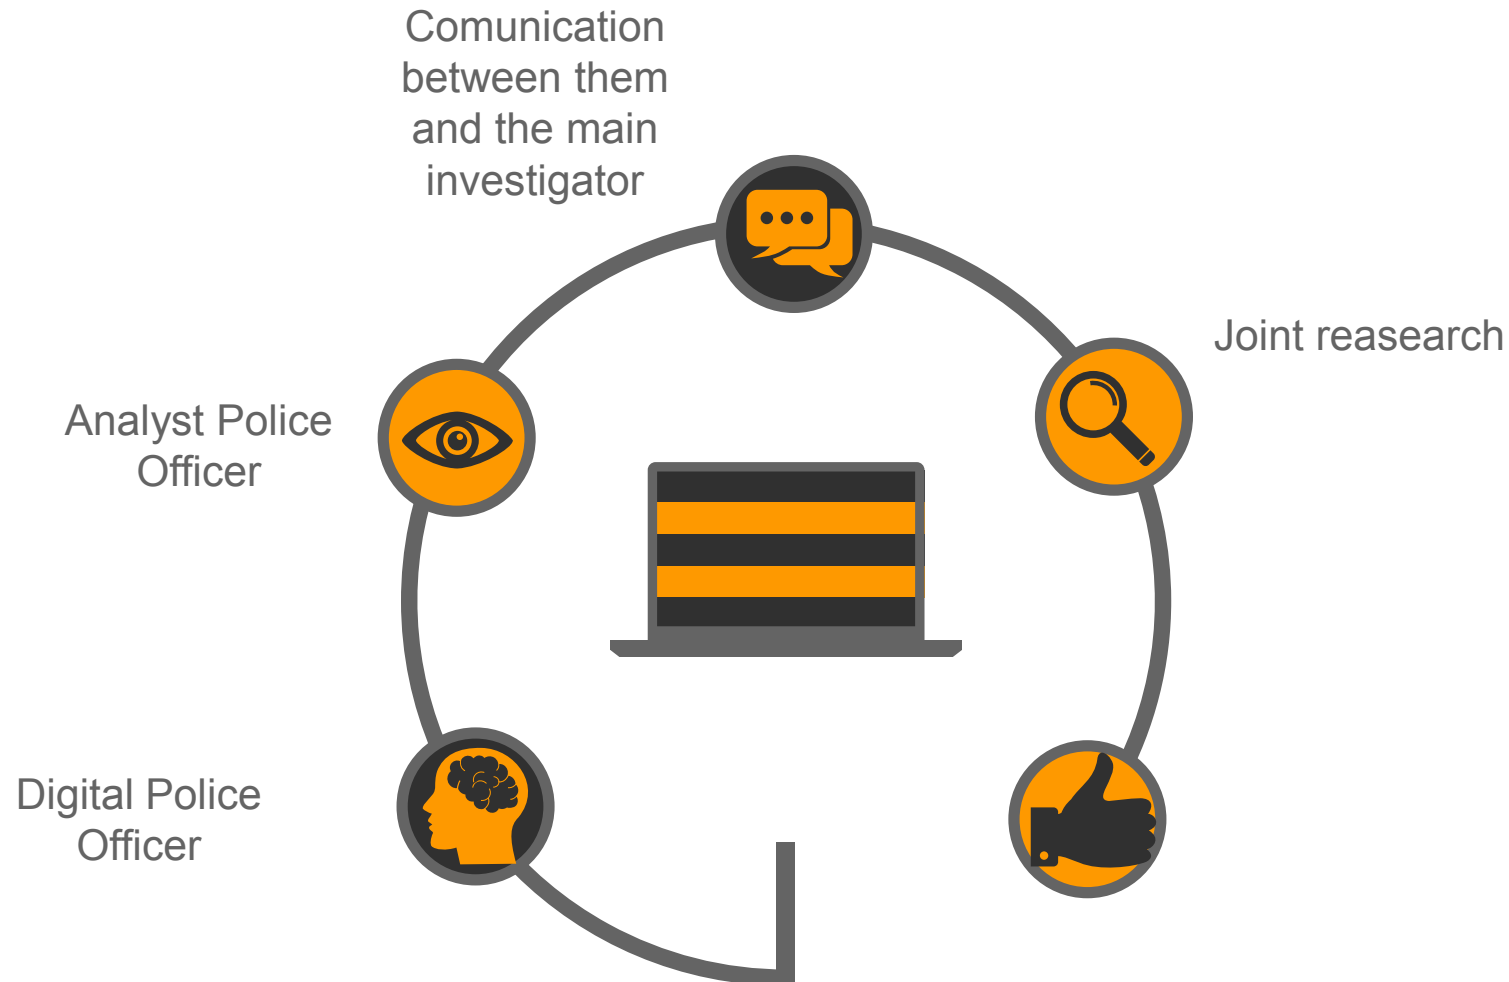 Comunication
between them
and the main
investigator
Joint reasearch
Analyst Police
Officer
Digital Police
Officer